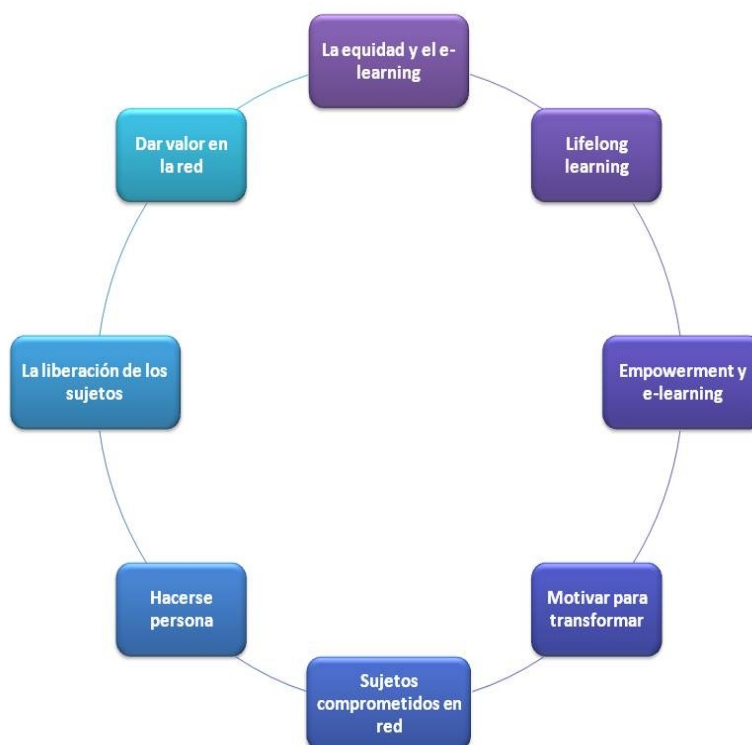 La equidad y el e-
learning
Lifelong
learning
Empowerment y
e-learning
Motivar para
transformar
Sujetos
comprometidos en
red
Hacerse
persona
La liberación de los
sujetos
Dar valor en
la red